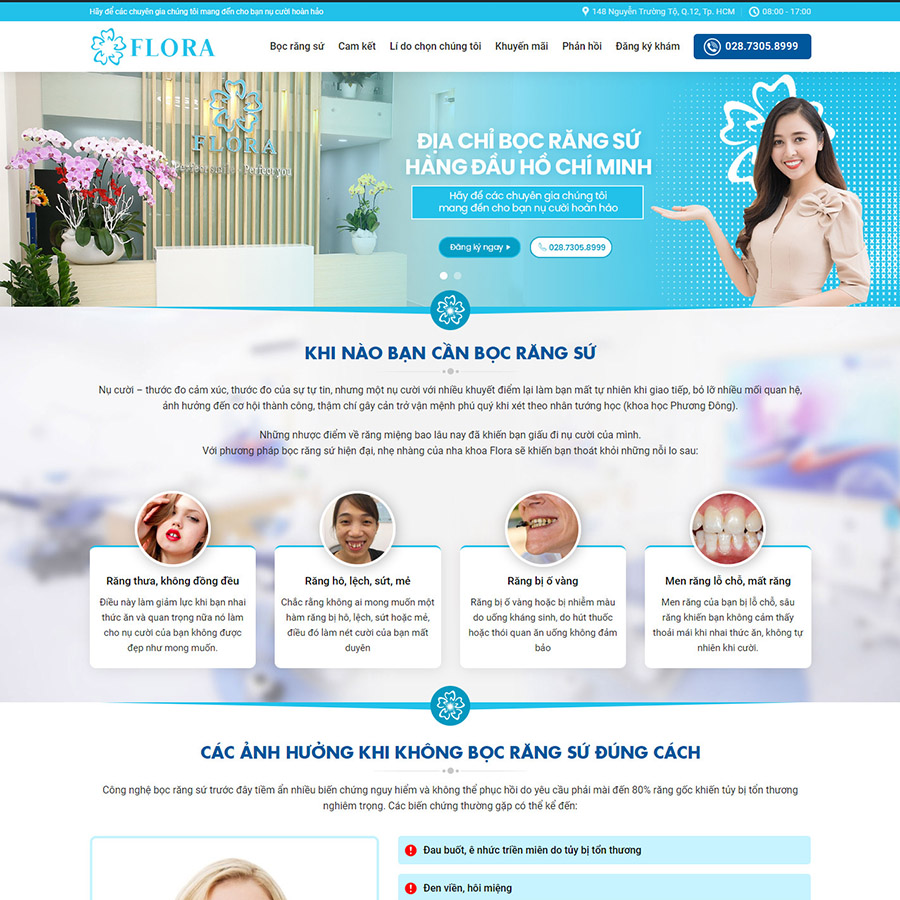 Hãy để các chuyên gia chúng tôi mang đến cho bạn nụ cười hoàn hảo
148 Nguyễn Trường Tộ, Q.12, Tp. HCM
08:00 - 17:00
FLORA
Bọc răng sứ
Cam kết
Lí do chọn chúng tôi
Khuyến mãi
Phản hồi
Đăng ký khám
028.7305.8999
FLORA
Perfect you
ĐỊA CHỈ BỌC RĂNG SỨ
HÀNG ĐẦU HỒ CHÍ MINH
Hãy để các chuyên gia chúng tôi
mang đến cho bạn nụ cười hoàn hảo
Đăng ký ngay
028.7305.8999
KHI NÀO BẠN CẦN BỌC RĂNG SỨ
Nụ cười – thước đo cảm xúc, thước đo của sự tự tin, nhưng một nụ cười với nhiều khuyết điểm lại làm bạn mất tự nhiên khi giao tiếp, bỏ lỡ nhiều mối quan hệ,
ảnh hưởng đến cơ hội thành công, thậm chí gây cản trở vận mệnh phú quý khi xét theo nhân tướng học (khoa học Phương Đông).
Những nhược điểm về răng miệng bao lâu nay đã khiến bạn giấu đi nụ cười của mình.
Với phương pháp bọc răng sứ hiện đại, nhẹ nhàng của nha khoa Flora sẽ khiến bạn thoát khỏi những nỗi lo sau:
Răng thưa, không đồng đều
Điều này làm giảm lực khi bạn nhai
thức ăn và quan trọng nữa nó làm
cho nụ cười của bạn không được
đẹp như mong muốn.
Răng hô, lệch, sứt, mẻ
Chắc rằng không ai mong muốn một
hàm răng bị hô, lệch, sứt hoặc mẻ,
điều đó làm nét cười của bạn mất
duyên
Răng bị ố vàng
Răng bị ố vàng hoặc bị nhiễm màu
do uống kháng sinh, do hút thuốc
hoặc thói quan ăn uống không đảm
bảo
Men răng lỗ chỗ, mất răng
Men răng của bạn bị lỗ chỗ, sâu
răng khiến bạn không cảm thấy
thoải mái khi nhai thức ăn, không tự
nhiên khi cười.
CÁC ẢNH HƯỞNG KHI KHÔNG BỌC RĂNG SỨ ĐÚNG CÁCH
Công nghệ bọc răng sứ trước đây tiềm ẩn nhiều biến chứng nguy hiểm và không thể phục hồi do yêu cầu phải mài đến 80% răng gốc khiến tủy bị tổn thương
nghiêm trọng. Các biến chứng thường gặp có thể kể đến:
Đau buốt, ê nhức triền miên do tủy bị tổn thương
Đen viền, hôi miệng